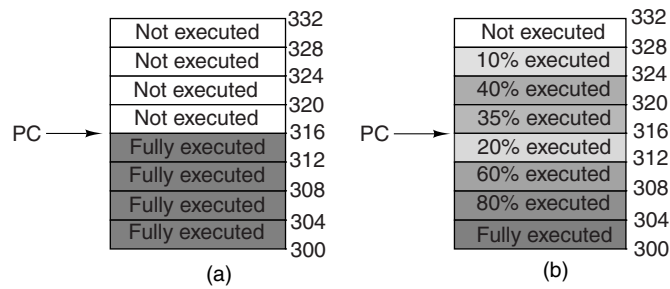 332
Not executed
328
Not executed
324
Not executed
320
Not executed
PC
316
Fully executed
312
Fully executed
308
Fully executed
304
Fully executed
300
(a)
332
Not executed
328
10% executed
324
40% executed
320
35% executed
PC
316
20% executed
312
60% executed
308
80% executed
304
Fully executed
300
(b)